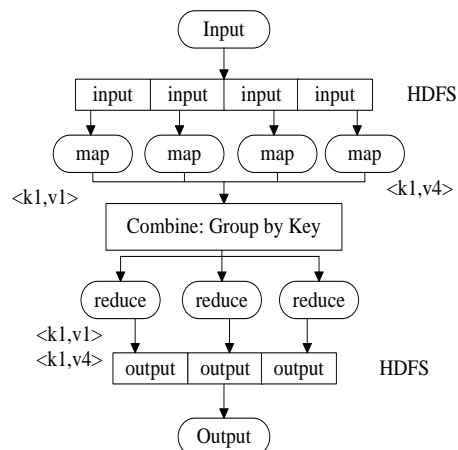 Input
input input input input HDFS
map map map map
<k1,v1> <k1,v4>
Combine: Group by Key
reduce reduce reduce
<k1,v1>
<k1,v4>
output output output HDFS
Output